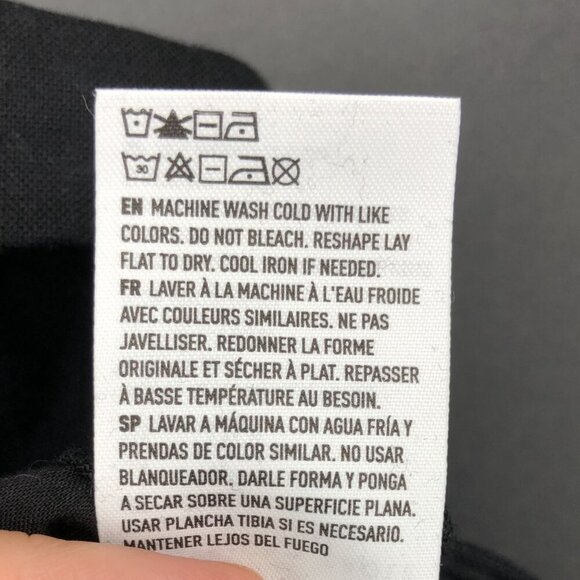 30
EN MACHINE WASH COLD WITH LIKE
COLORS. DO NOT BLEACH. RESHAPE LAY
FLAT TO DRY. COOL IRON IF NEEDED.
FR LAVER À LA MACHINE À L'EAU FROIDE
AVEC COULEURS SIMILAIRES. NE PAS
JAVELLISER. REDONNER LA FORME
ORIGINALE ET SÉCHER À PLAT. REPASSER
À BASSE TEMPÉRATURE AU BESOIN.
SP LAVAR A MÁQUINA CON AGUA FRÍA Y
PRENDAS DE COLOR SIMILAR. NO USAR
BLANQUEADOR. DARLE FORMA Y PONGA
A SECAR SOBRE UNA SUPERFICIE PLANA.
USAR PLANCHA TIBIA SI ES NECESARIO.
MANTENER LEJOS DEL FUEGO